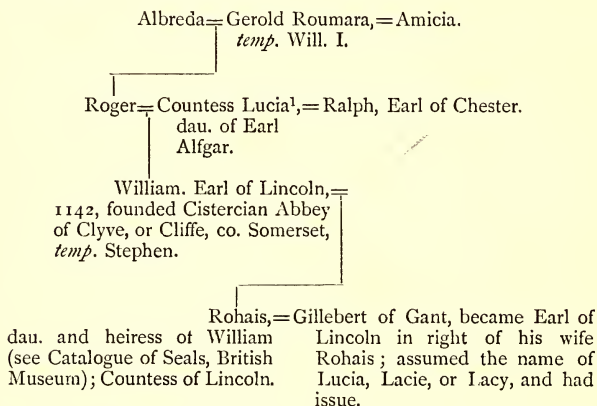 Albreda = Gerold Roumara, = Amicia.
temp. Will. I.
Roger = Countess Lucia¹, = Ralph, Earl of Chester.
dau. of Earl
Alfgar.
William. Earl of Lincoln, =
1142, founded Cistercian Abbey
of Clyve, or Cliffe, co. Somerset,
temp. Stephen.
Rohais, = Gillebert of Gant, became Earl of
dau. and heiress ot William
(see Catalogue of Seals, British
Museum); Countess of Lincoln.
Lincoln in right of his wife
Rohais; assumed the name of
Lucia, Lacie, or Lacy, and had
issue.